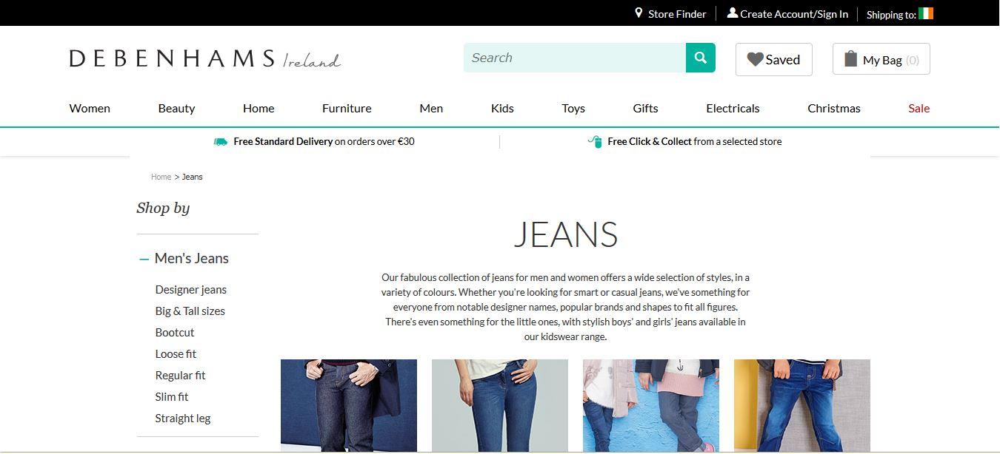 Store Finder
Create Account/Sign In
Shipping to:
DEBENHAMS Ireland
Search
Saved
My Bag (0)
Women
Beauty
Home
Furniture
Men
Kids
Toys
Gifts
Electricals
Christmas
Sale
Free Standard Delivery on orders over €30
Free Click & Collect from a selected store
Home > Jeans
Shop by
Men's Jeans
Designer jeans
Big & Tall sizes
Bootcut
Loose fit
Regular fit
Slim fit
Straight leg
JEANS
Our fabulous collection of jeans for men and women offers a wide selection of styles, in a
variety of colours. Whether you're looking for smart or casual jeans, we've something for
everyone from notable designer names, popular brands and shapes to fit all figures.
There's even something for the little ones, with stylish boys' and girls' jeans available in
our kidswear range.